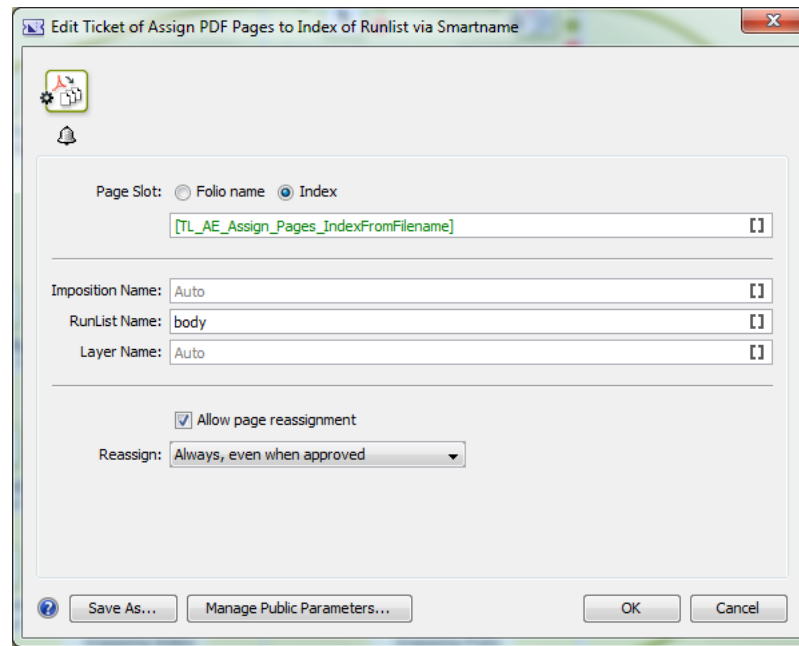 Edit Ticket of Assign PDF Pages to Index of Runlist via Smartname
Page Slot: Folio name Index
[TL_AE_Assign_Pages_IndexFromFilename] []
Imposition Name: Auto []
RunList Name: body []
Layer Name: Auto []
Allow page reassignment
Reassign: Always, even when approved
? Save As... Manage Public Parameters... OK Cancel